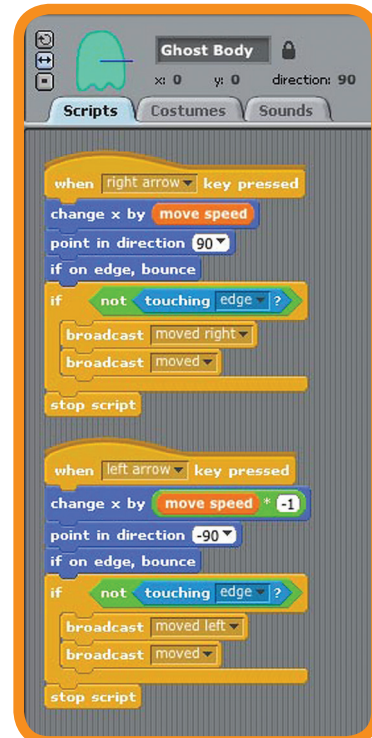 Ghost Body
x: 0 y: 0 direction: 90
Scripts Costumes Sounds
when right arrow key pressed
change x by move speed
point in direction 90
if on edge, bounce
if not touching edge ?
broadcast moved right
broadcast moved
stop script
when left arrow key pressed
change x by move speed * -1
point in direction -90
if on edge, bounce
if not touching edge ?
broadcast moved left
broadcast moved
stop script